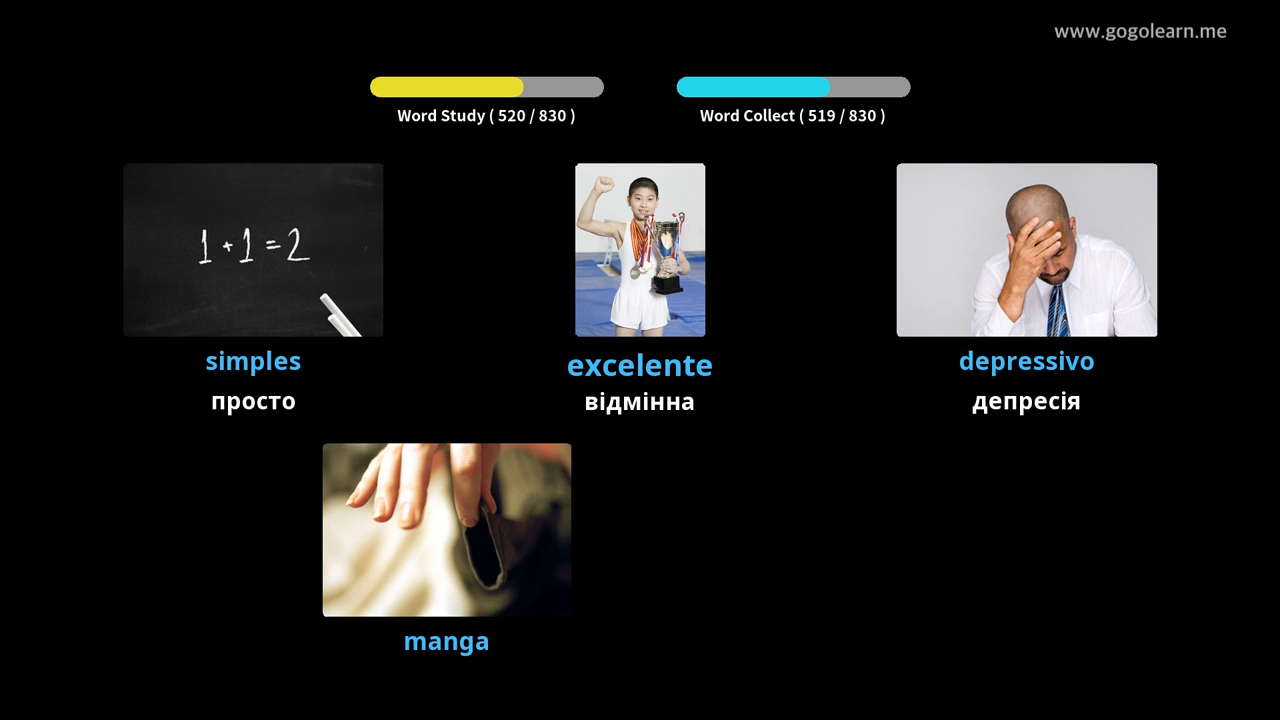 www.gogolearn.me
Word Study ( 520 / 830 )
Word Collect ( 519 / 830 )
1 + 1 = 2
simples
excelente
depressivo
просто
відмінна
депресія
manga